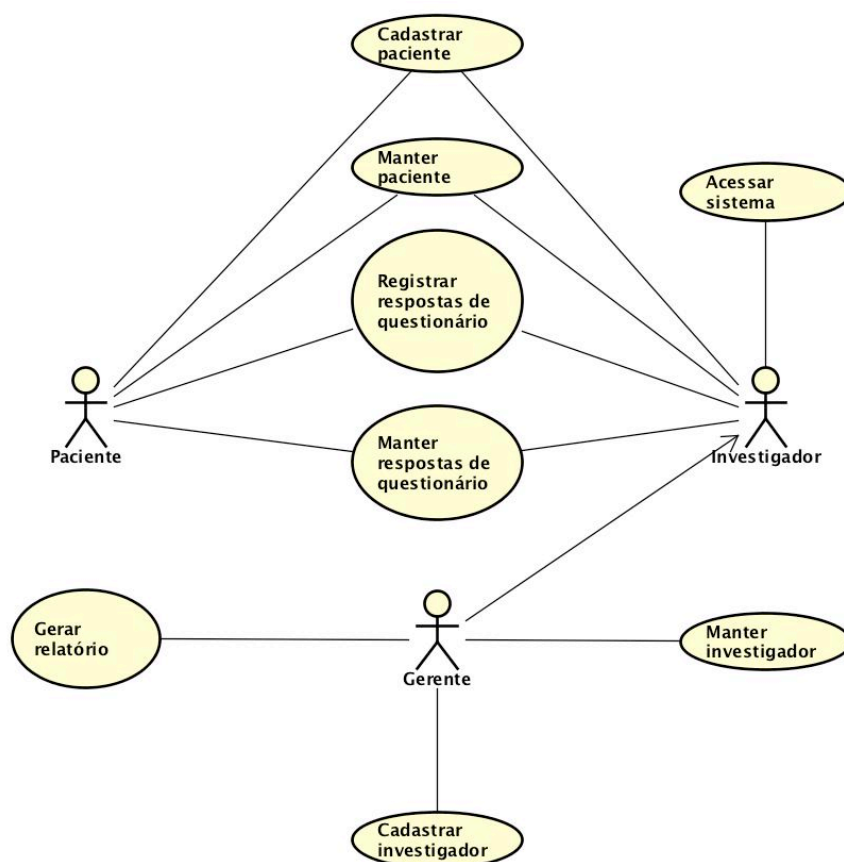 Cadastrar
paciente
Manter
paciente
Acessar
sistema
Registrar
respostas de
questionário
Paciente
Manter
respostas de
questionário
Investigador
Gerar
relatório
Gerente
Manter
investigador
Cadastrar
investigador